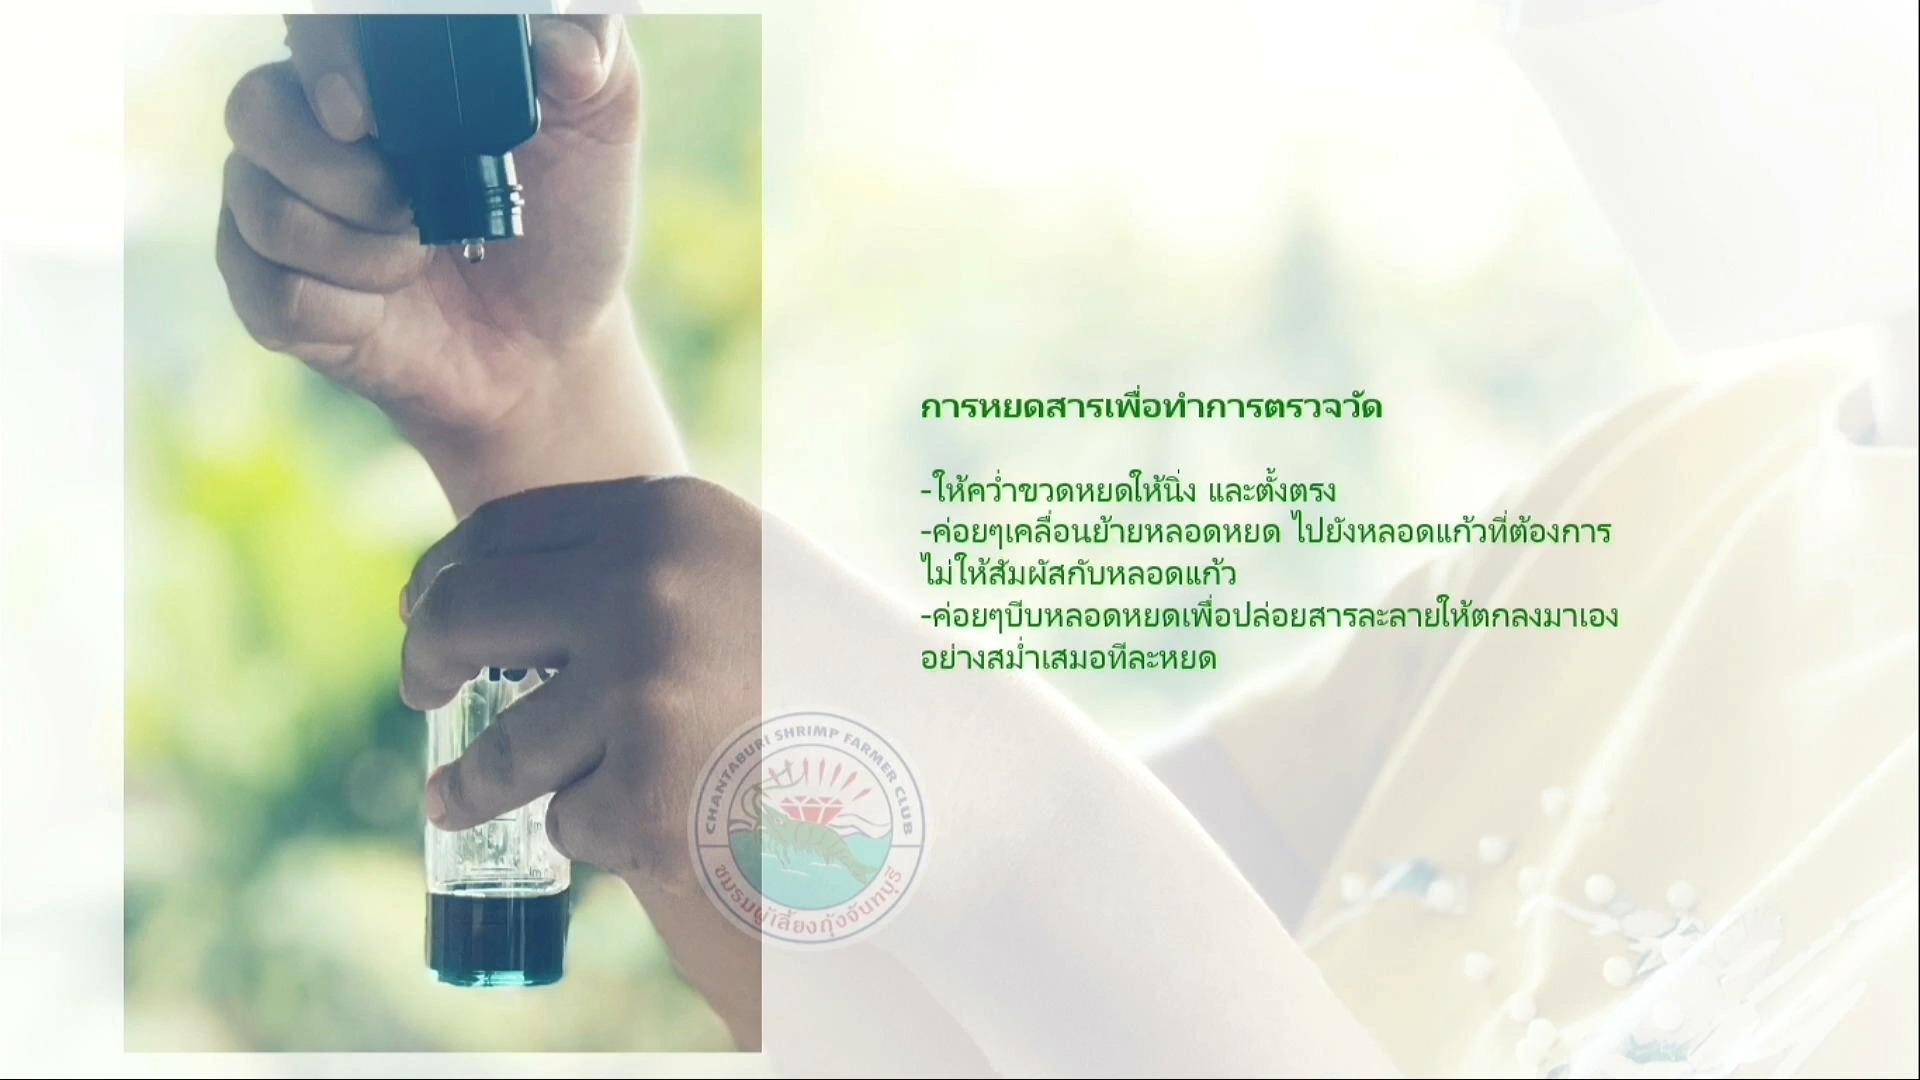 การหยดสารเพื่อทำการตรวจวัด
-ให้คว่ำขวดหยดให้นิ่ง และตั้งตรง
-ค่อยๆเคลื่อนย้ายหลอดหยด ไปยังหลอดแก้วที่ต้องการ
ไม่ให้สัมผัสกับหลอดแก้ว
-ค่อยๆบีบหลอดหยดเพื่อปล่อยสารละลายให้ตกลงมาเอง
อย่างสม่ำเสมอทีละหยด
CHANTABURI SHRIMP FARMER CLUB
ชมรมผู้เลี้ยงกุ้งจันทบุรี